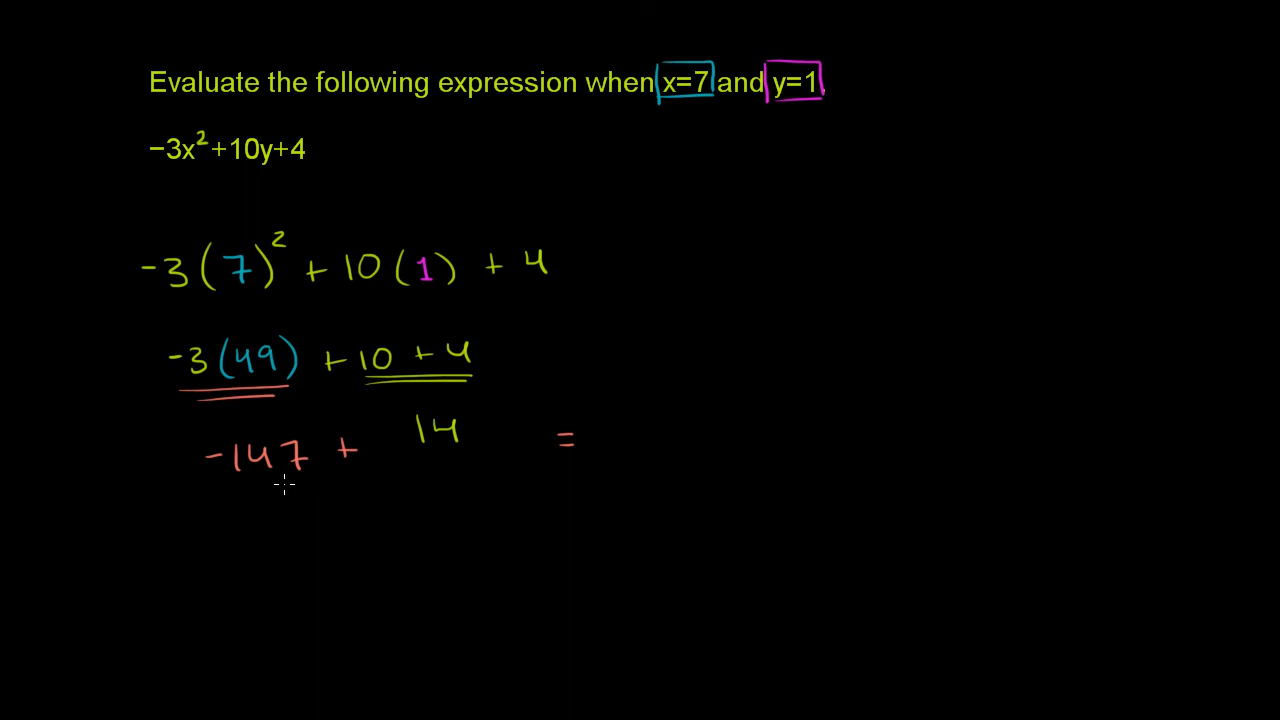 Evaluate the following expression when x=7 and y=1.
−3x²+10y+4
-3(7)² + 10(1) + 4
-3(49) + 10 + 4
-147 + 14 =